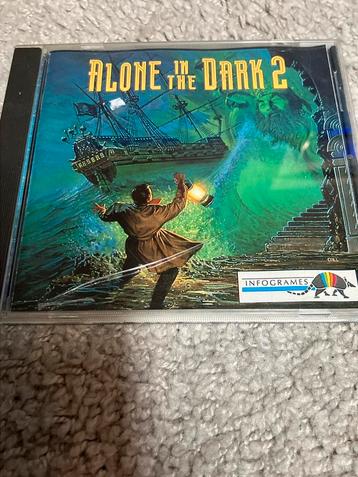 ALONE IN THE DARK 2
INFOGRAMES